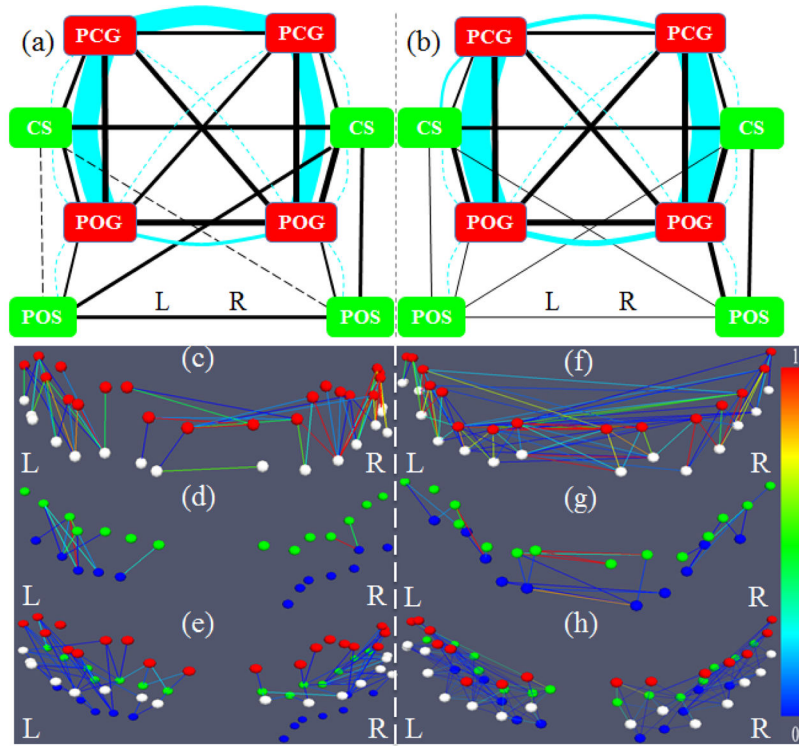 (a) PCG PCG (b) PCG PCG
CS CS CS CS
POG POG POG POG
L R L R
POS POS POS POS
(c) (f) 1
L R L R
(d) (g)
L R L R
(e) (h)
L R L R 0